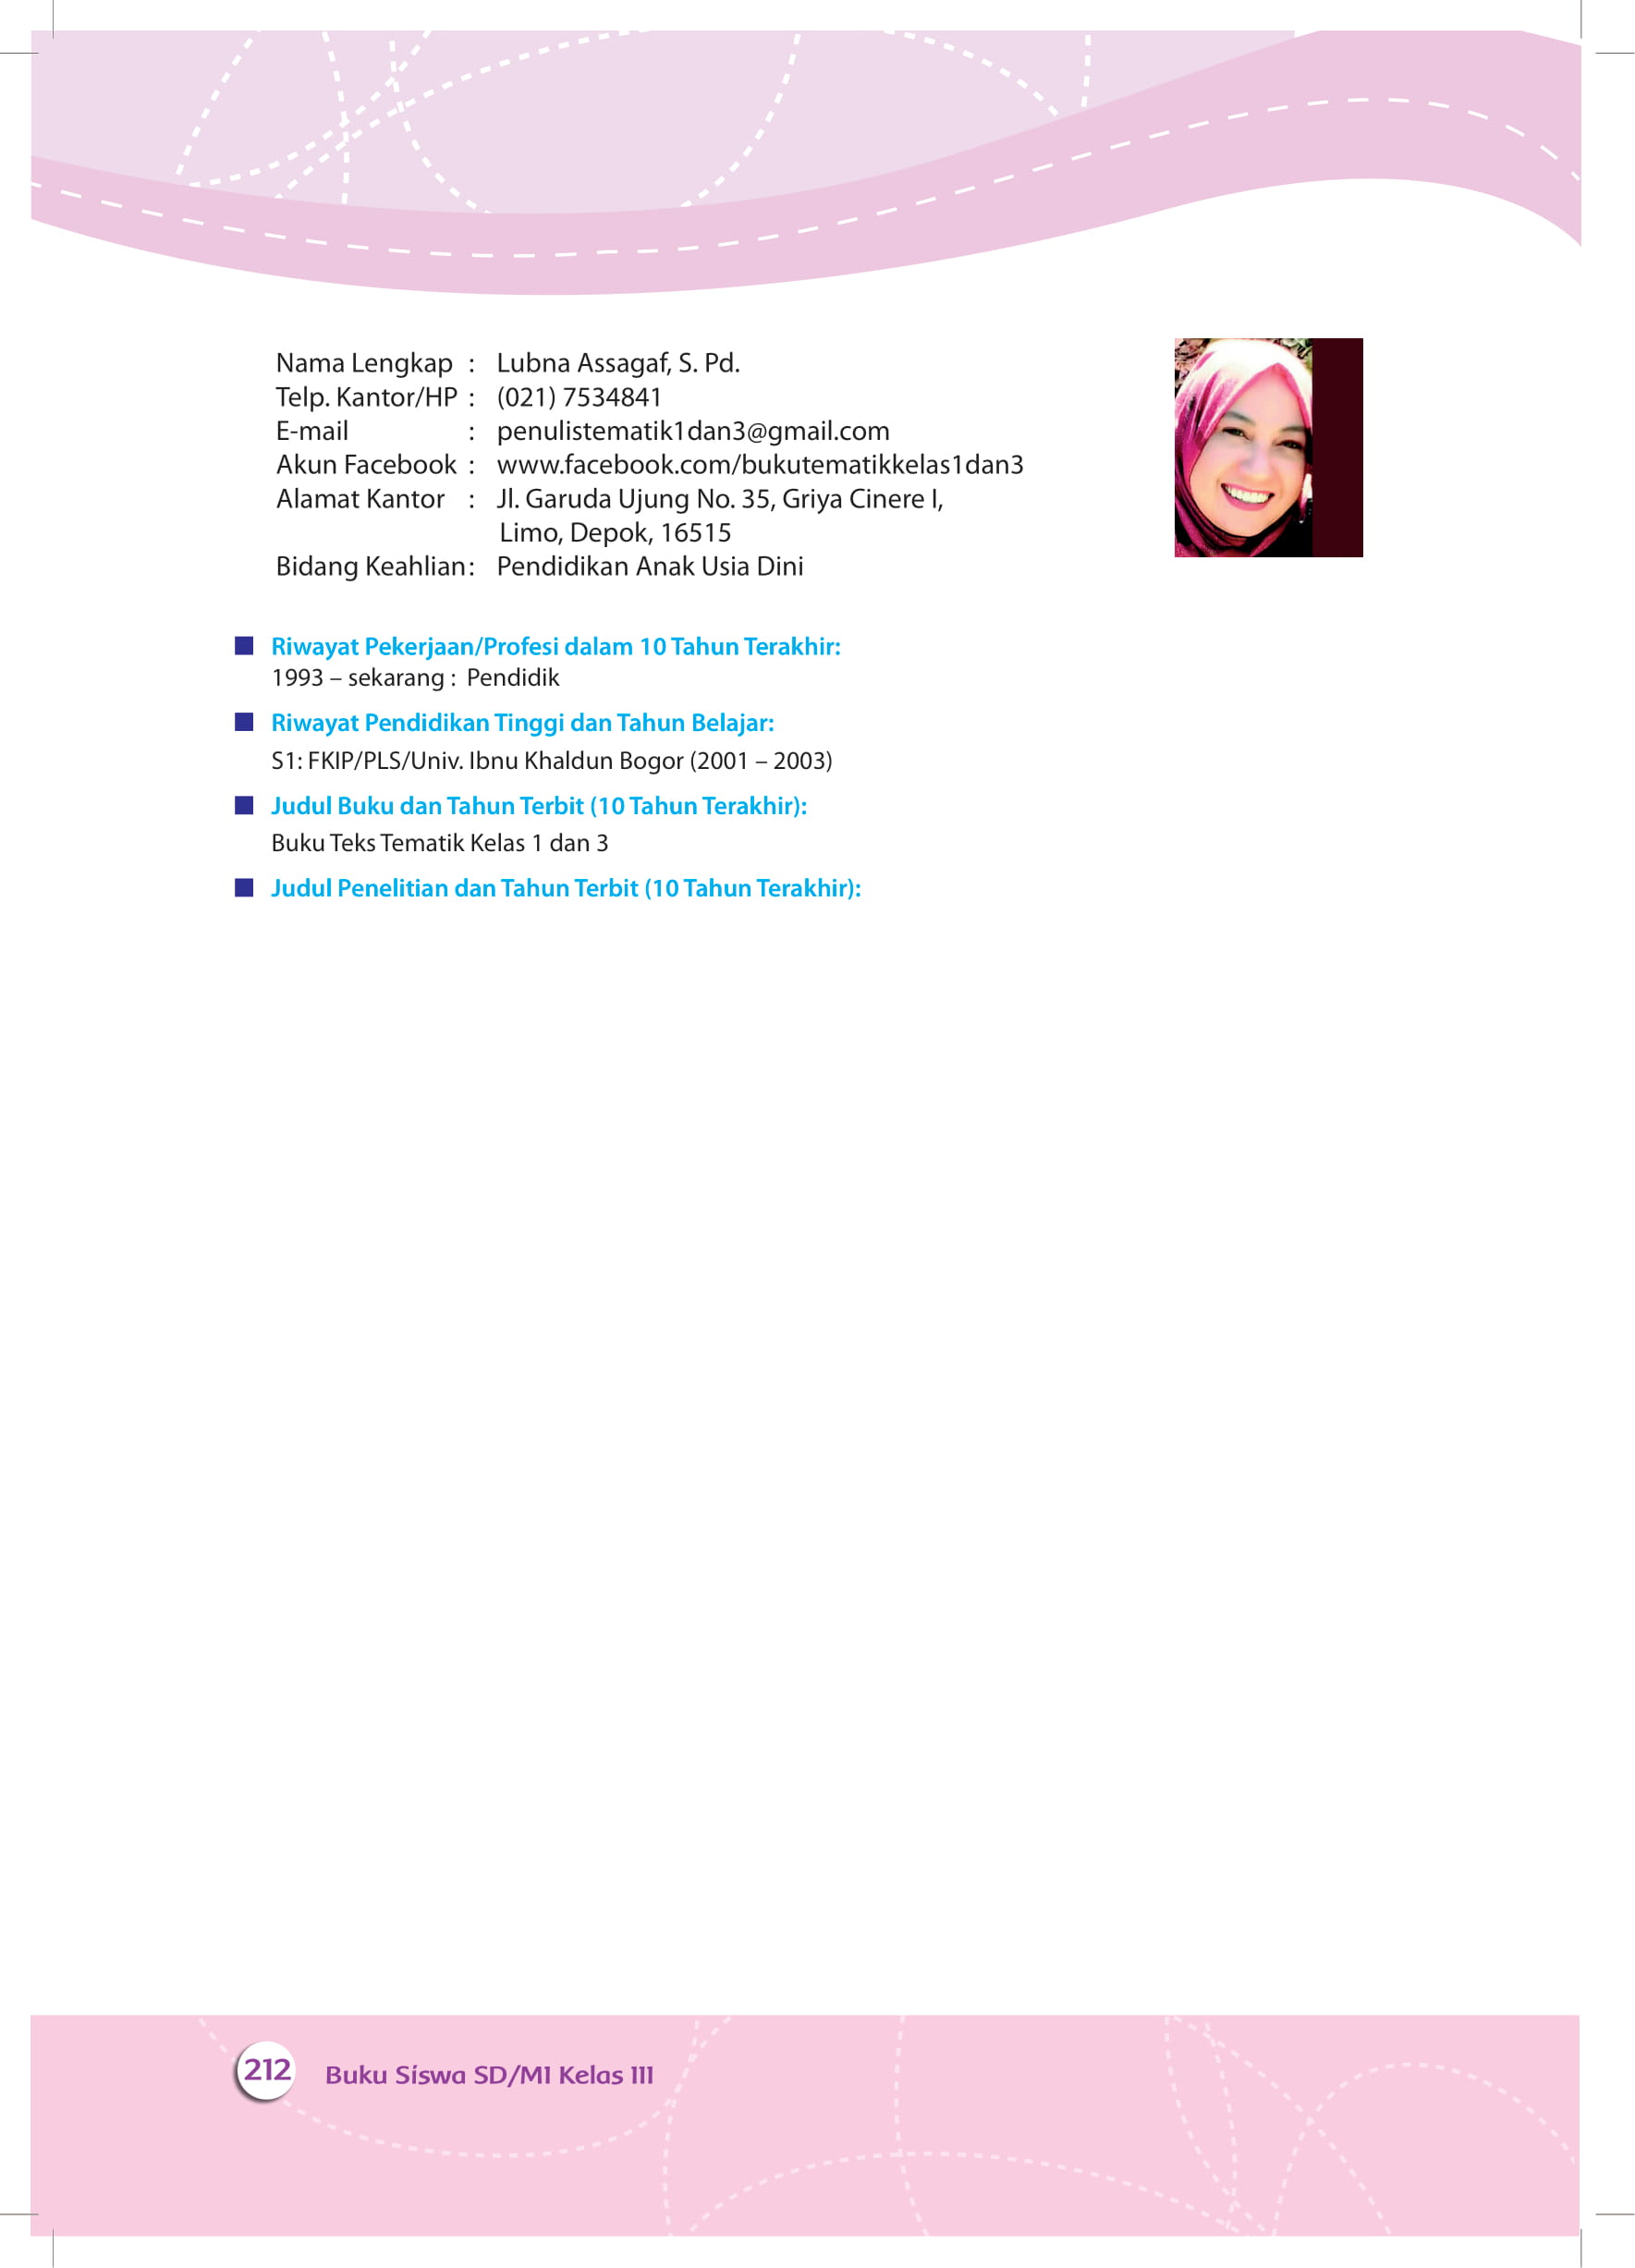 Nama Lengkap : Lubna Assagaf, S. Pd.
Telp. Kantor/HP : (021) 7534841
E-mail : penulistematik1dan3@gmail.com
Akun Facebook : www.facebook.com/bukutematikkelas1dan3
Alamat Kantor : Jl. Garuda Ujung No. 35, Griya Cinere I,
Limo, Depok, 16515
Bidang Keahlian: Pendidikan Anak Usia Dini
Riwayat Pekerjaan/Profesi dalam 10 Tahun Terakhir:
1993 – sekarang : Pendidik
Riwayat Pendidikan Tinggi dan Tahun Belajar:
S1: FKIP/PLS/Univ. Ibnu Khaldun Bogor (2001 – 2003)
Judul Buku dan Tahun Terbit (10 Tahun Terakhir):
Buku Teks Tematik Kelas 1 dan 3
Judul Penelitian dan Tahun Terbit (10 Tahun Terakhir):
212 Buku Siswa SD/MI Kelas III